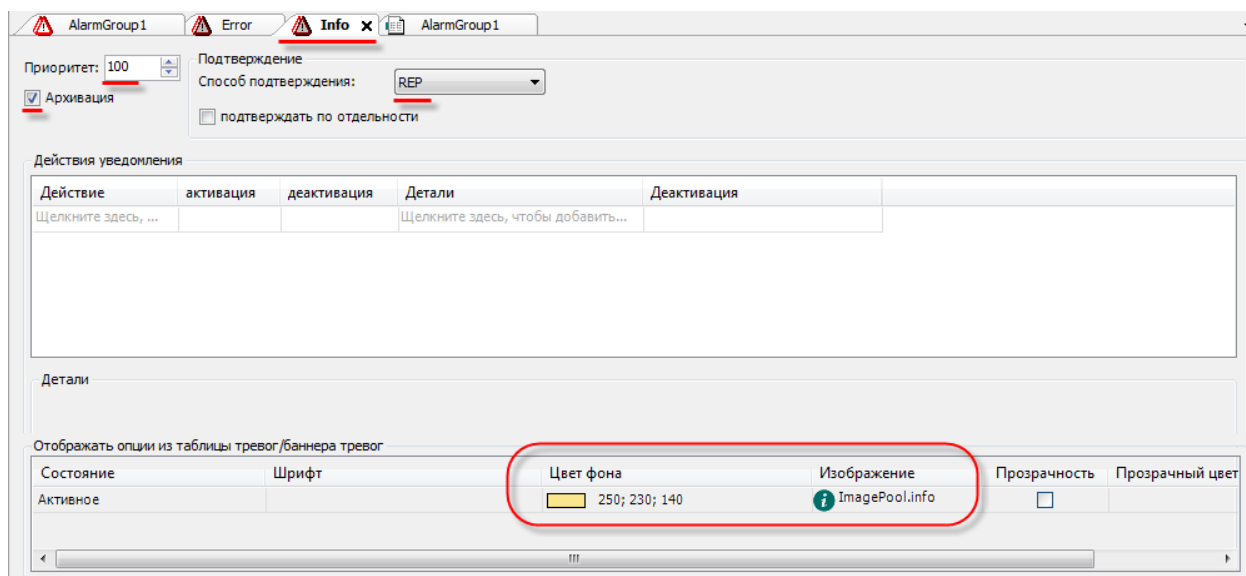 AlarmGroup1 Error Info x AlarmGroup1
Приоритет: 100
Архивация
Подтверждение
Способ подтверждения: REP
подтверждать по отдельности
Действия уведомления
Действие активация деактивация Детали Деактивация
Щелкните здесь, ... Щелкните здесь, чтобы добавить...
Детали
Отображать опции из таблицы тревог/баннера тревог
Состояние Шрифт Цвет фона Изображение Прозрачность Прозрачный цвет
Активное 250; 230; 140 i ImagePool.info